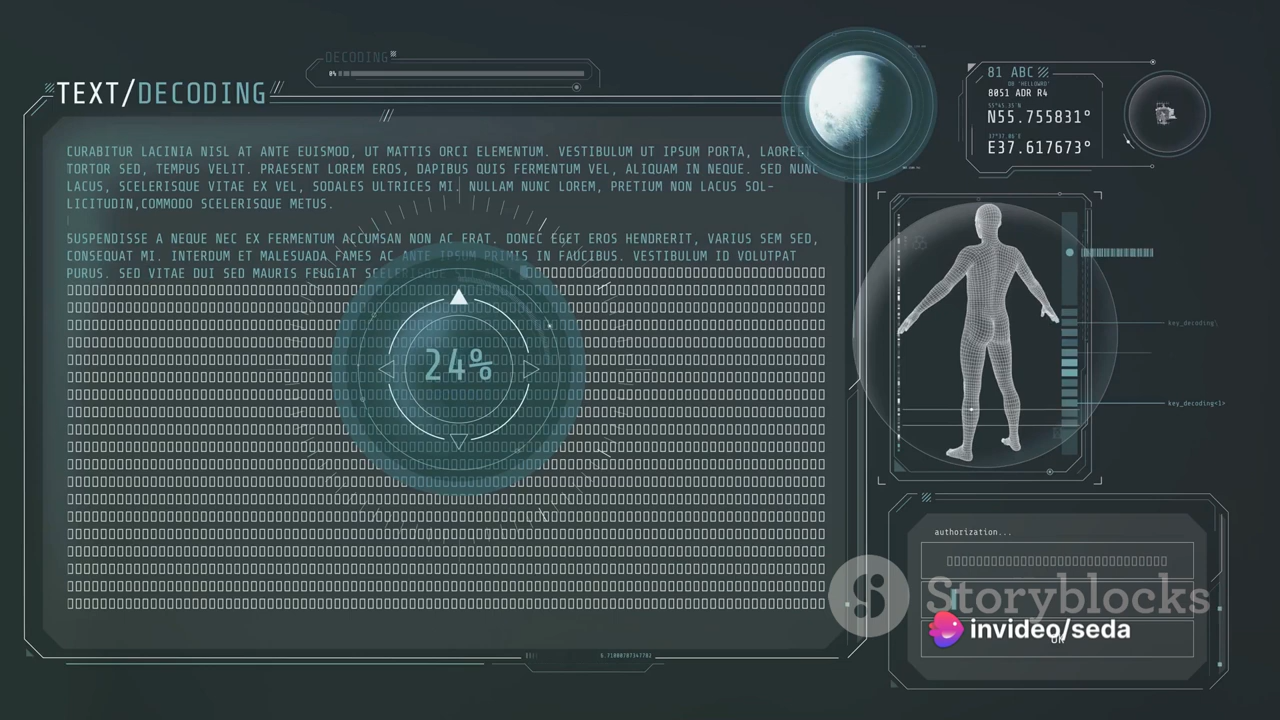 DECODING
TEXT/DECODING
CURABITUR LACINIA NISL AT ANTE EUISMOD, UT MATTIS ORCI ELEMENTUM. VESTIBULUM UT IPSUM PORTA, LAOREET
TORTOR SED, TEMPUS VELIT. PRAESENT LOREM EROS, DAPIBUS QUIS FERMENTUM VEL, ALIQUAM IN NEQUE. SED NUNC
LACUS, SCELERISQUE VITAE EX VEL, SODALES ULTRICES MI. NULLAM NUNC LOREM, PRETIUM NON LACUS SOL-
LICITUDIN,COMMODO SCELERISQUE METUS.
SUSPENDISSE A NEQUE NEC EX FERMENTUM ACCUMSAN NON AC ERAT. DONEC EGET EROS HENDRERIT, VARIUS SEM SED,
CONSEQUAT MI. INTERDUM ET MALESUADA FAMES AC ANTE IPSUM PRIMIS IN FAUCIBUS. VESTIBULUM ID VOLUTPAT
PURUS. SED VITAE DUI SED MAURIS FEUGIAT SCELERISQUE SIT AMET
24%
81 ABC
8051 ADR R4
N55.755831°
E37.617673°
key_decoding
key_decoding<1>
authorization...
OK
Storyblocks
invideo/seda